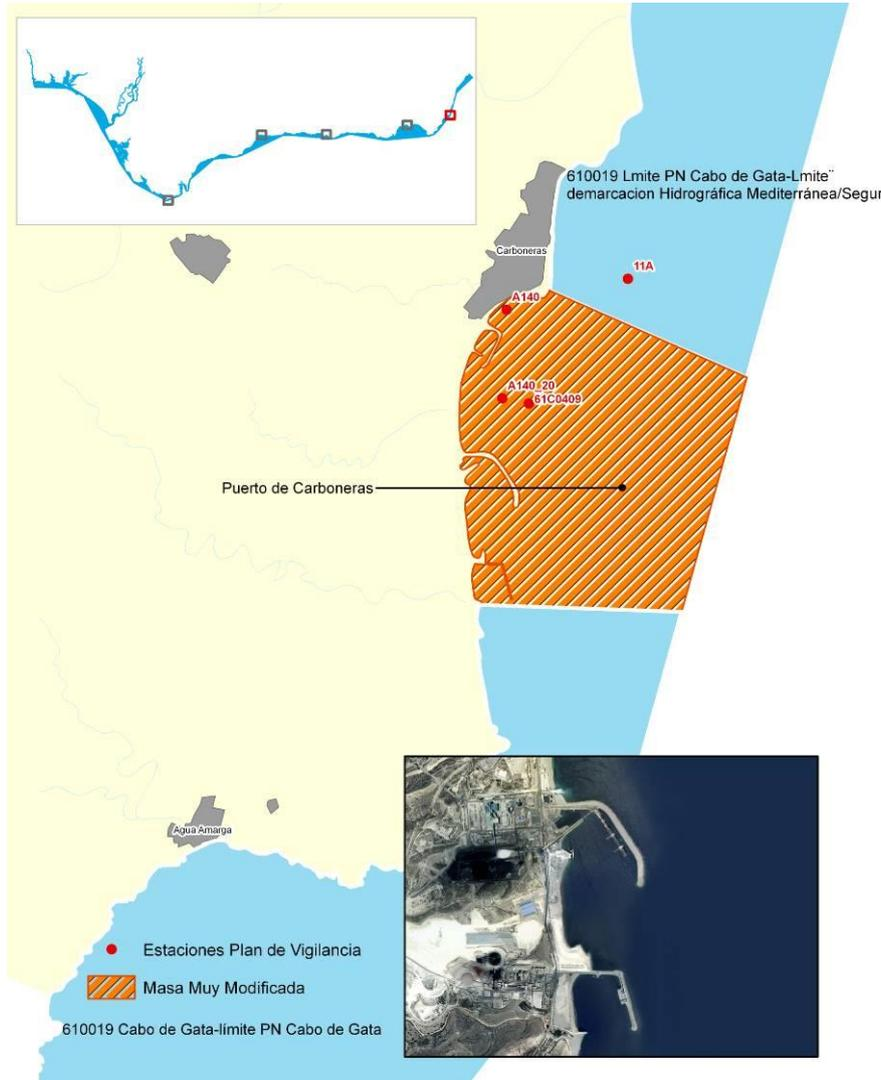 610019 Lmite PN Cabo de Gata-Lmite¨
demarcacion Hidrográfica Mediterránea/Segur
Carboneras
11A
A140
A140_20
61C0409
Puerto de Carboneras
Agua Amarga
Estaciones Plan de Vigilancia
Masa Muy Modificada
610019 Cabo de Gata-límite PN Cabo de Gata